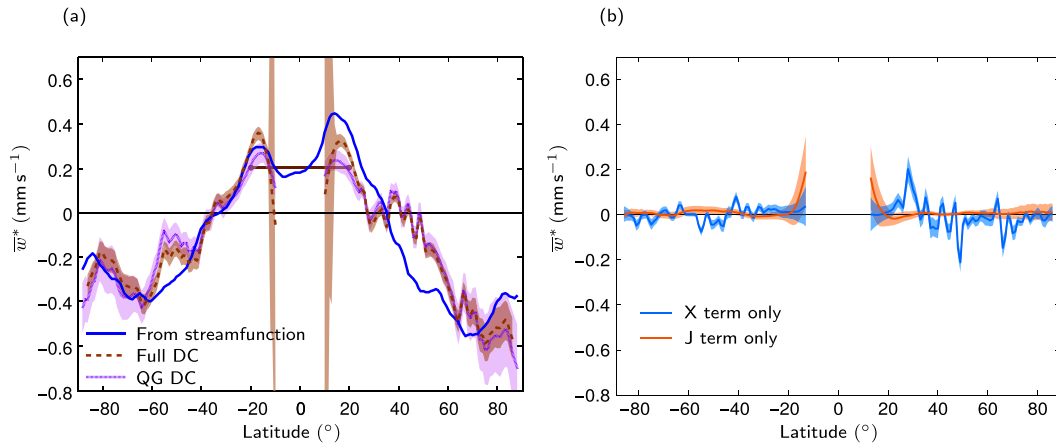 (a)
(b)
0.6
0.4
0.2
0
−0.2
−0.4
−0.6
−0.8
w̅* (mm s⁻¹)
−80 −60 −40 −20 0 20 40 60 80
Latitude (°)
From streamfunction
Full DC
QG DC
0.6
0.4
0.2
0
−0.2
−0.4
−0.6
−0.8
w̅* (mm s⁻¹)
−80 −60 −40 −20 0 20 40 60 80
Latitude (°)
X term only
J term only